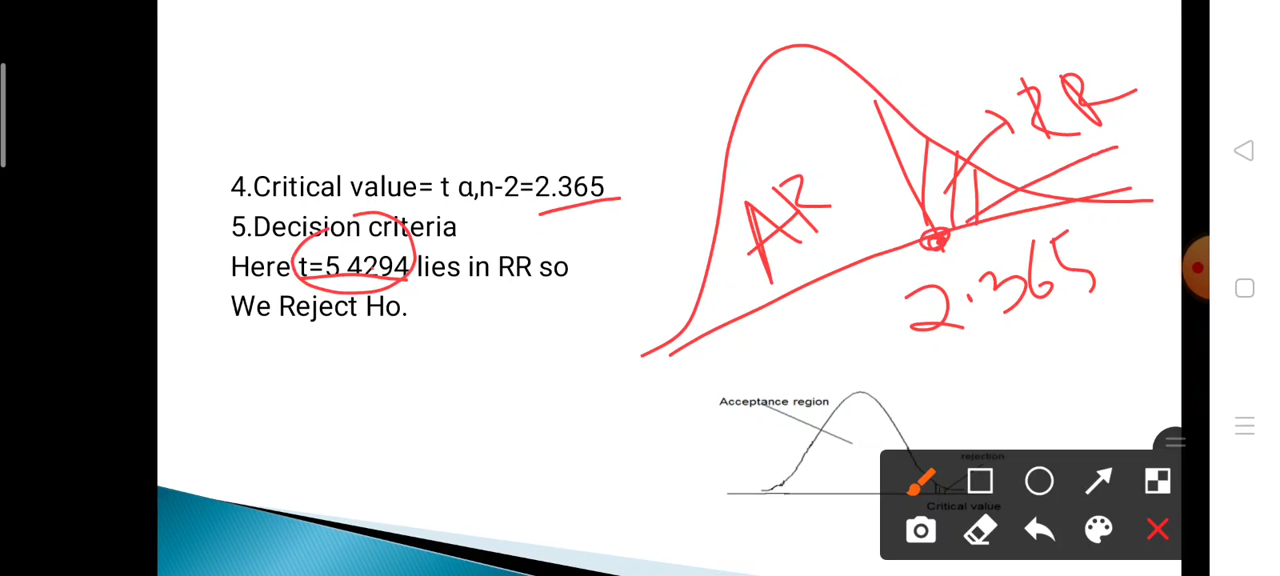 4.Critical value= t α,n-2=2.365
5.Decision criteria
Here t=5.4294 lies in RR so
We Reject Ho.
AR
RR
2.365
Acceptance region
rejection
Critical value